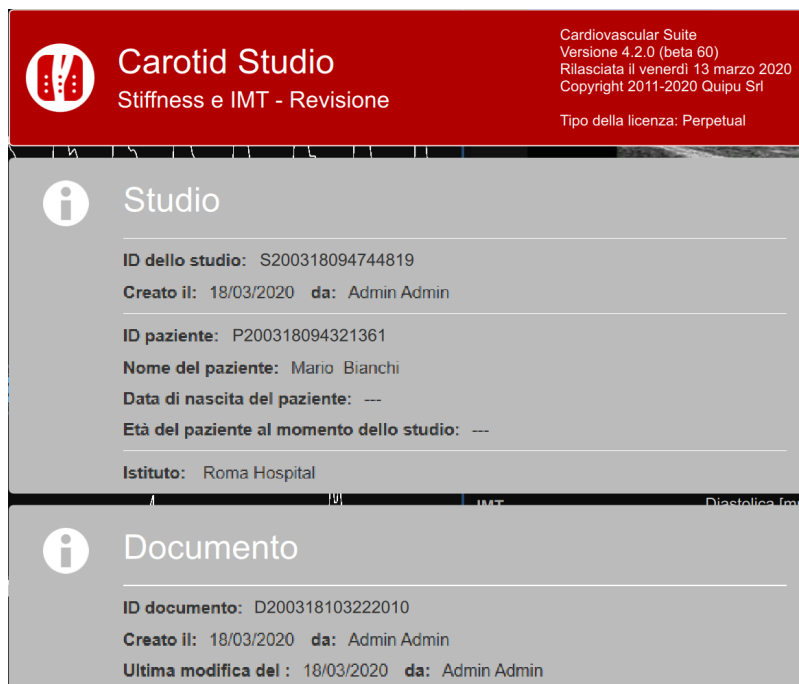 Carotid Studio
Stiffness e IMT - Revisione
Cardiovascular Suite
Versione 4.2.0 (beta 60)
Rilasciata il venerdì 13 marzo 2020
Copyright 2011-2020 Quipu Srl
Tipo della licenza: Perpetual
Studio
ID dello studio: S200318094744819
Creato il: 18/03/2020 da: Admin Admin
ID paziente: P200318094321361
Nome del paziente: Mario Bianchi
Data di nascita del paziente: ---
Età del paziente al momento dello studio: ---
Istituto: Roma Hospital
IMT Diastolica
Documento
ID documento: D200318103222010
Creato il: 18/03/2020 da: Admin Admin
Ultima modifica del : 18/03/2020 da: Admin Admin